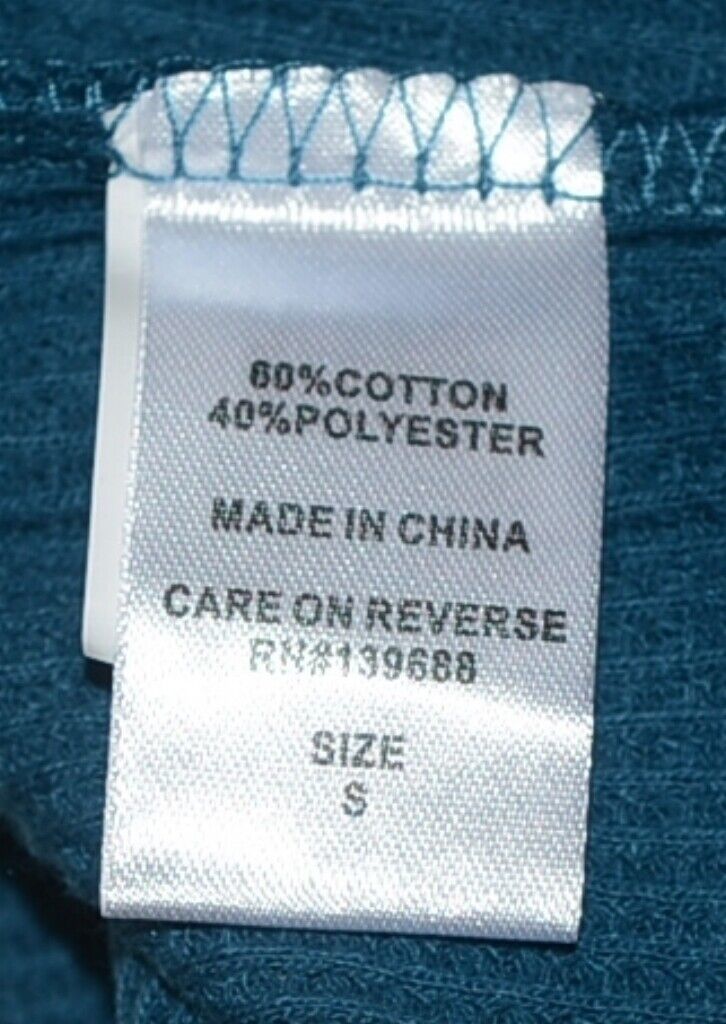 60%COTTON
40%POLYESTER
MADE IN CHINA
CARE ON REVERSE
RN#139688
SIZE
S